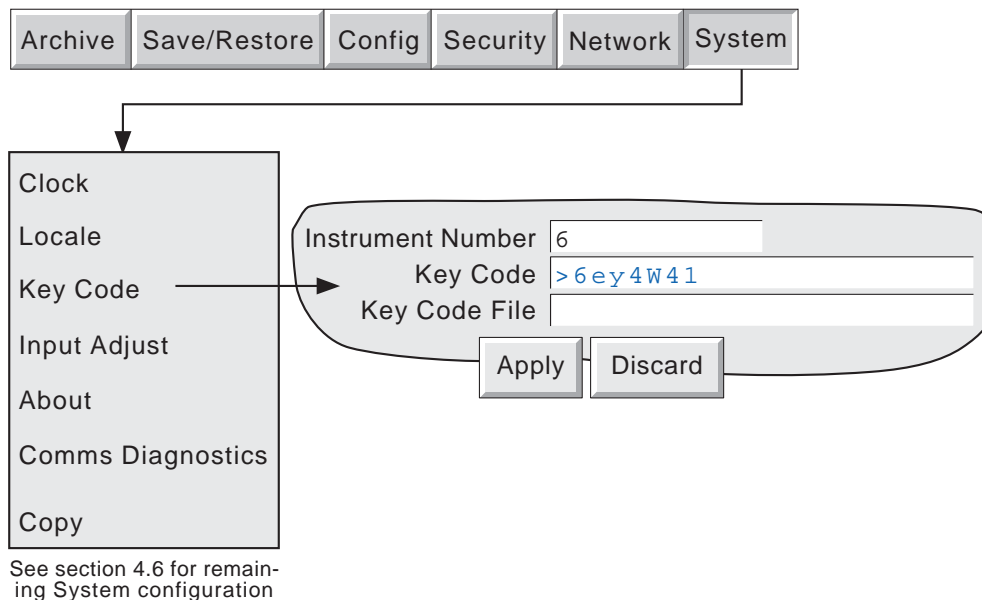 Archive Save/Restore Config Security Network System
Clock
Locale
Key Code
Input Adjust
About
Comms Diagnostics
Copy
Instrument Number 6
Key Code >6ey4W41
Key Code File
Apply Discard
See section 4.6 for remain-
ing System configuration